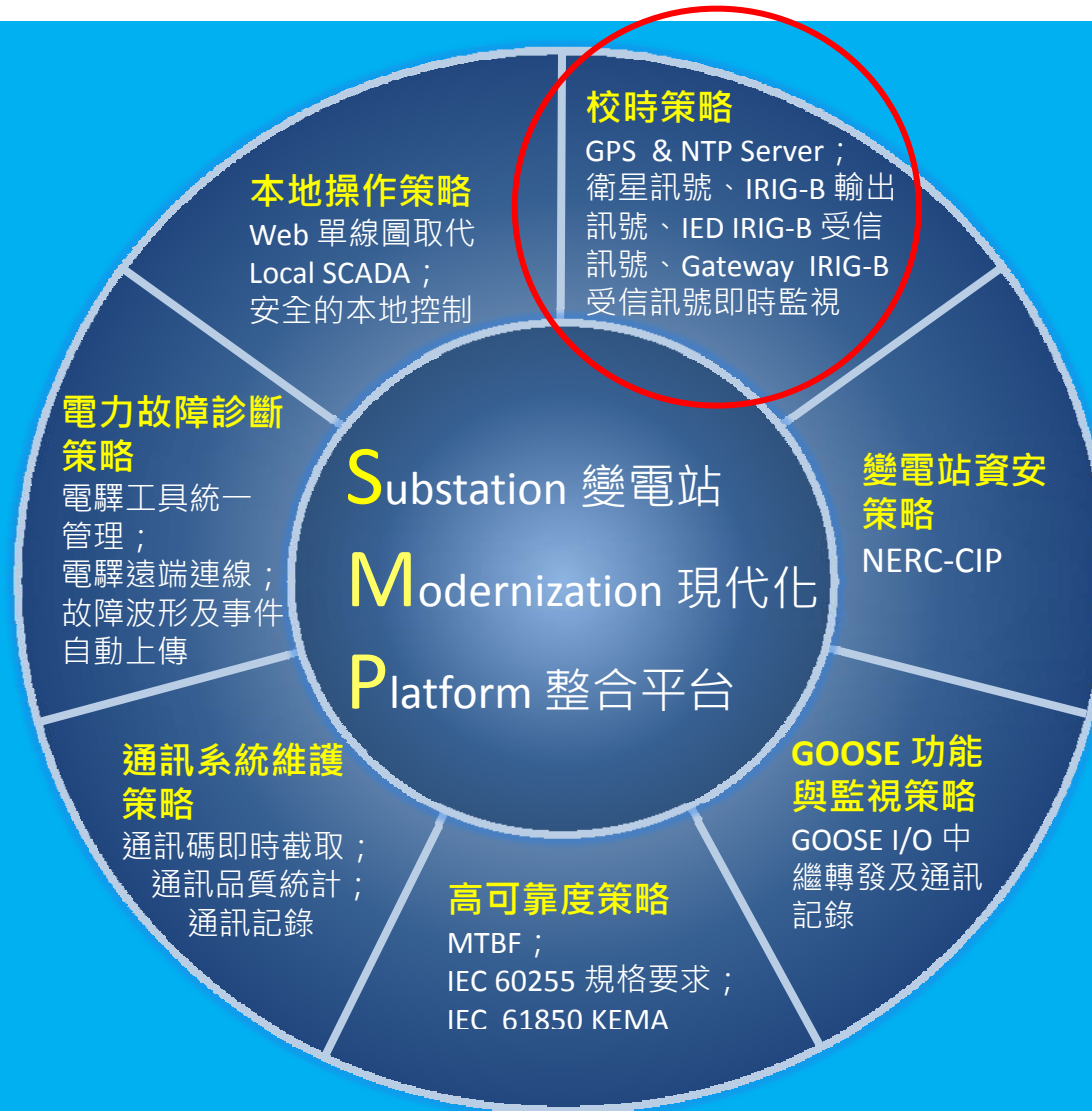 校時策略
GPS & NTP Server；
衛星訊號、IRIG-B 輸出
訊號、IED IRIG-B 受信
訊號、Gateway IRIG-B
受信訊號即時監視
變電站資安
策略
NERC-CIP
GOOSE 功能
與監視策略
GOOSE I/O 中
繼轉發及通訊
記錄
高可靠度策略
MTBF；
IEC 60255 規格要求；
IEC 61850 KEMA
通訊系統維護
策略
通訊碼即時截取；
通訊品質統計；
通訊記錄
電力故障診斷
策略
電驛工具統一
管理；
電驛遠端連線；
故障波形及事件
自動上傳
本地操作策略
Web 單線圖取代
Local SCADA；
安全的本地控制
Substation 變電站
Modernization 現代化
Platform 整合平台